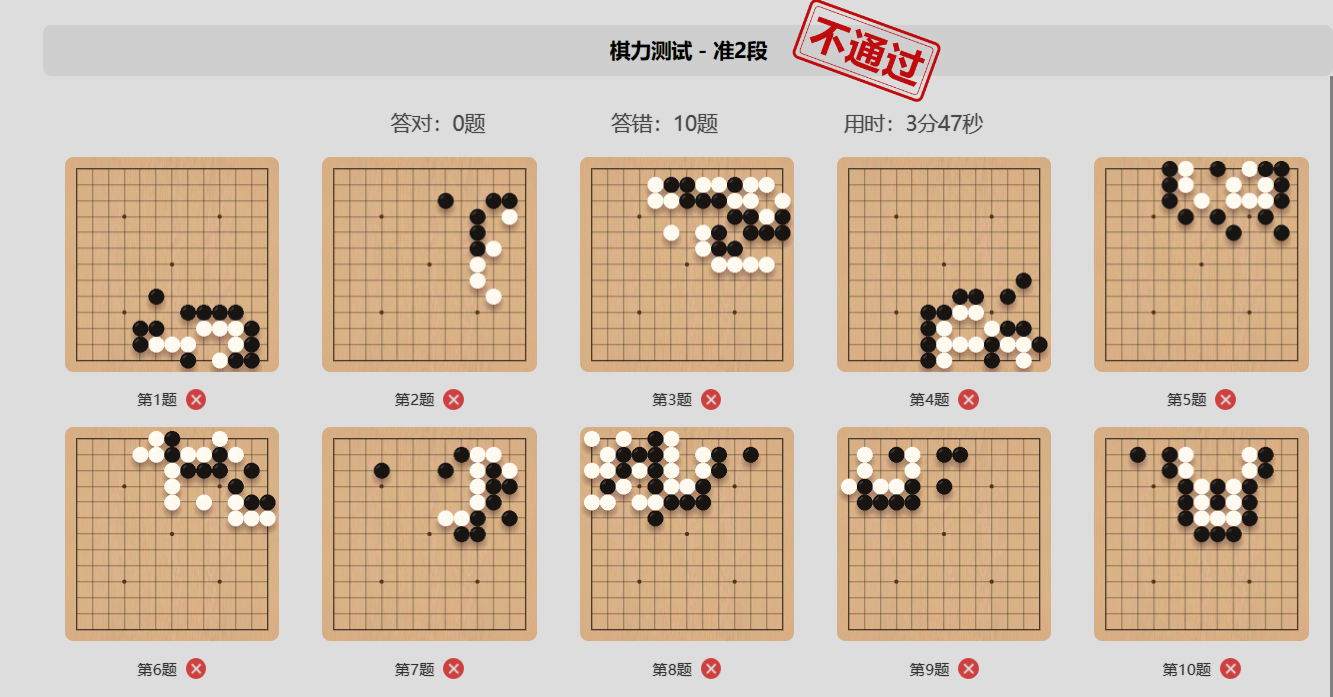 棋力测试 - 准2段
不通过
答对：0题 答错：10题 用时：3分47秒
第1题 第2题 第3题 第4题 第5题
第6题 第7题 第8题 第9题 第10题